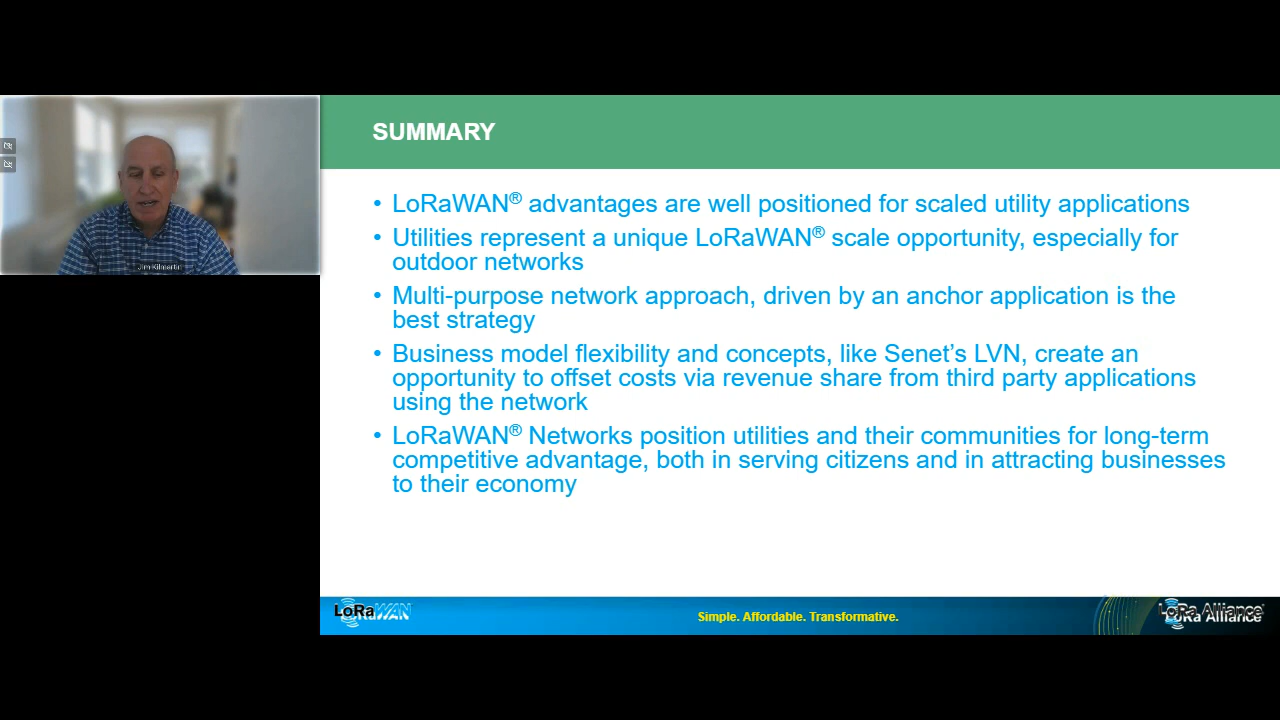 SUMMARY
• LoRaWAN® advantages are well positioned for scaled utility applications
• Utilities represent a unique LoRaWAN® scale opportunity, especially for
outdoor networks
• Multi-purpose network approach, driven by an anchor application is the
best strategy
• Business model flexibility and concepts, like Senet's LVN, create an
opportunity to offset costs via revenue share from third party applications
using the network
• LoRaWAN® Networks position utilities and their communities for long-term
competitive advantage, both in serving citizens and in attracting businesses
to their economy
Jim Kilmartin
LoRaWAN
Simple. Affordable. Transformative.
LoRa Alliance
LoRa Alliance